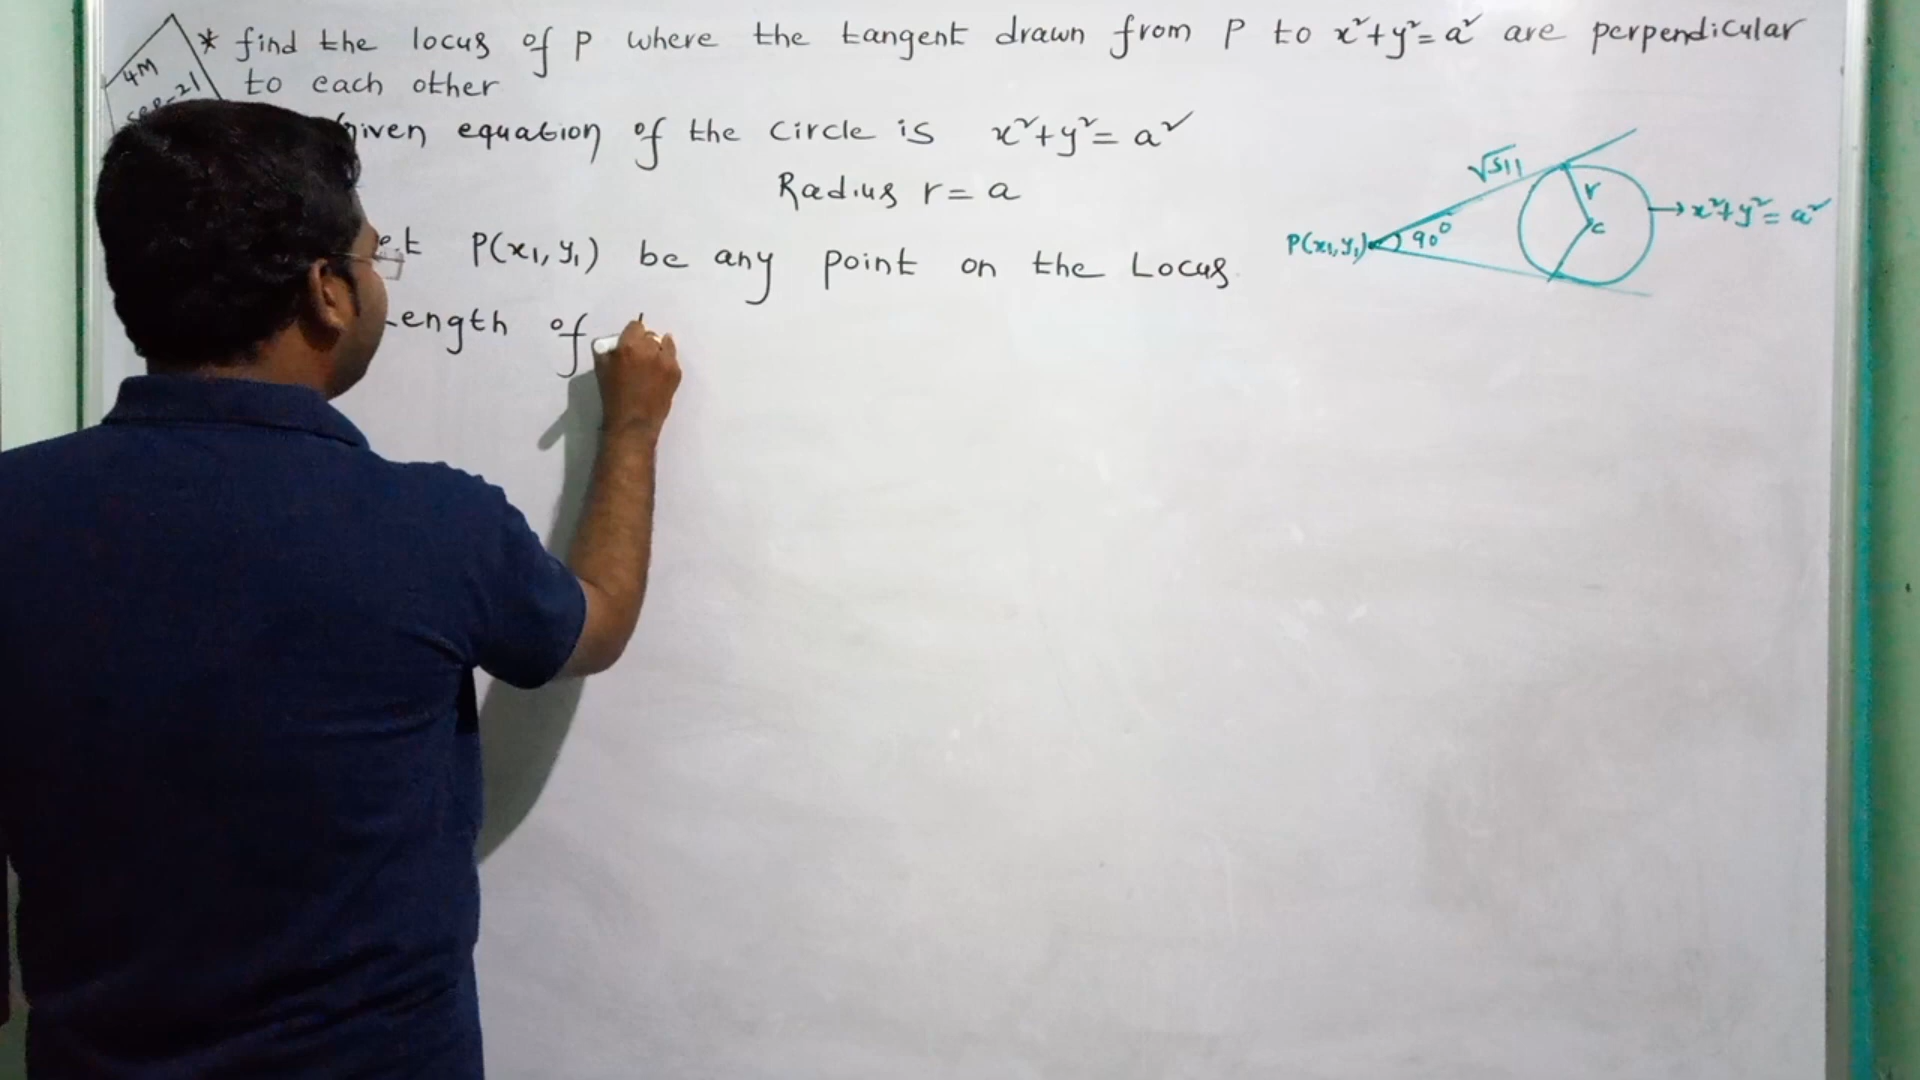 4M
* find the locus of P where the tangent drawn from P to x²+y²=a² are perpendicular
to each other
given equation of the circle is x²+y²= a²
Radius r = a
P(x₁,y₁) be any point on the Locus
Length of
√S11
r
c
→x²+y²= a²
P(x₁,y₁)
90°